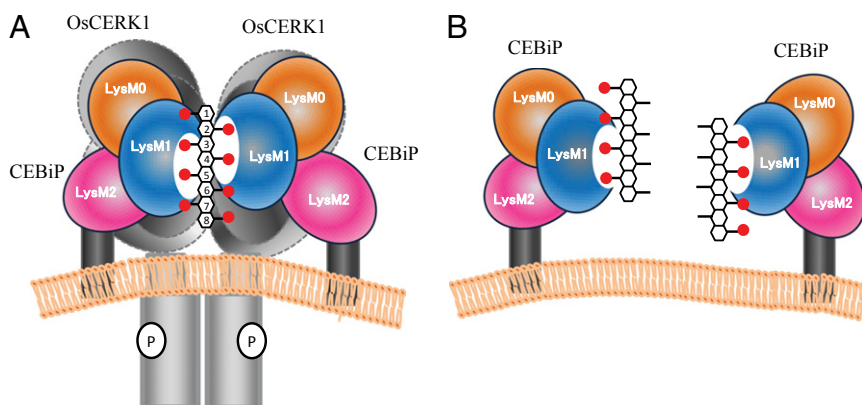 A
OsCERK1
OsCERK1
LysM0
LysM0
LysM1
LysM1
CEBiP
CEBiP
LysM2
LysM2
1
2
3
4
5
6
7
8
P
P
B
CEBiP
CEBiP
LysM0
LysM0
LysM1
LysM1
LysM2
LysM2